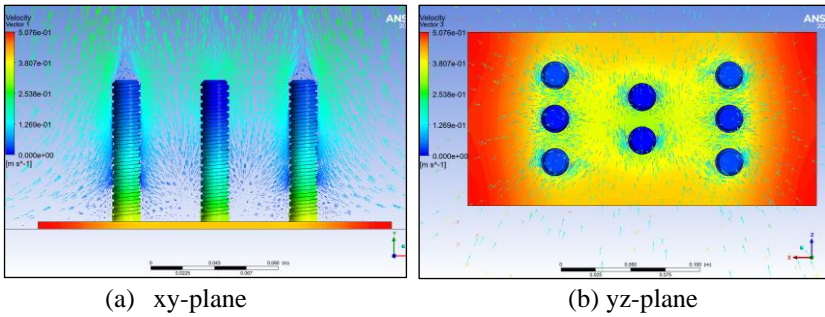 Velocity
Vector 1
5.076e-01
3.807e-01
2.538e-01
1.269e-01
0.000e+00
[m s^-1]
ANS
0
0.045
0.090 (m)
0.0225
0.067
Y
X
(a) xy-plane
Velocity
Vector 3
5.076e-01
3.807e-01
2.538e-01
1.269e-01
0.000e+00
[m s^-1]
ANS
0
0.050
0.100 (m)
0.025
0.075
Z
X
(b) yz-plane